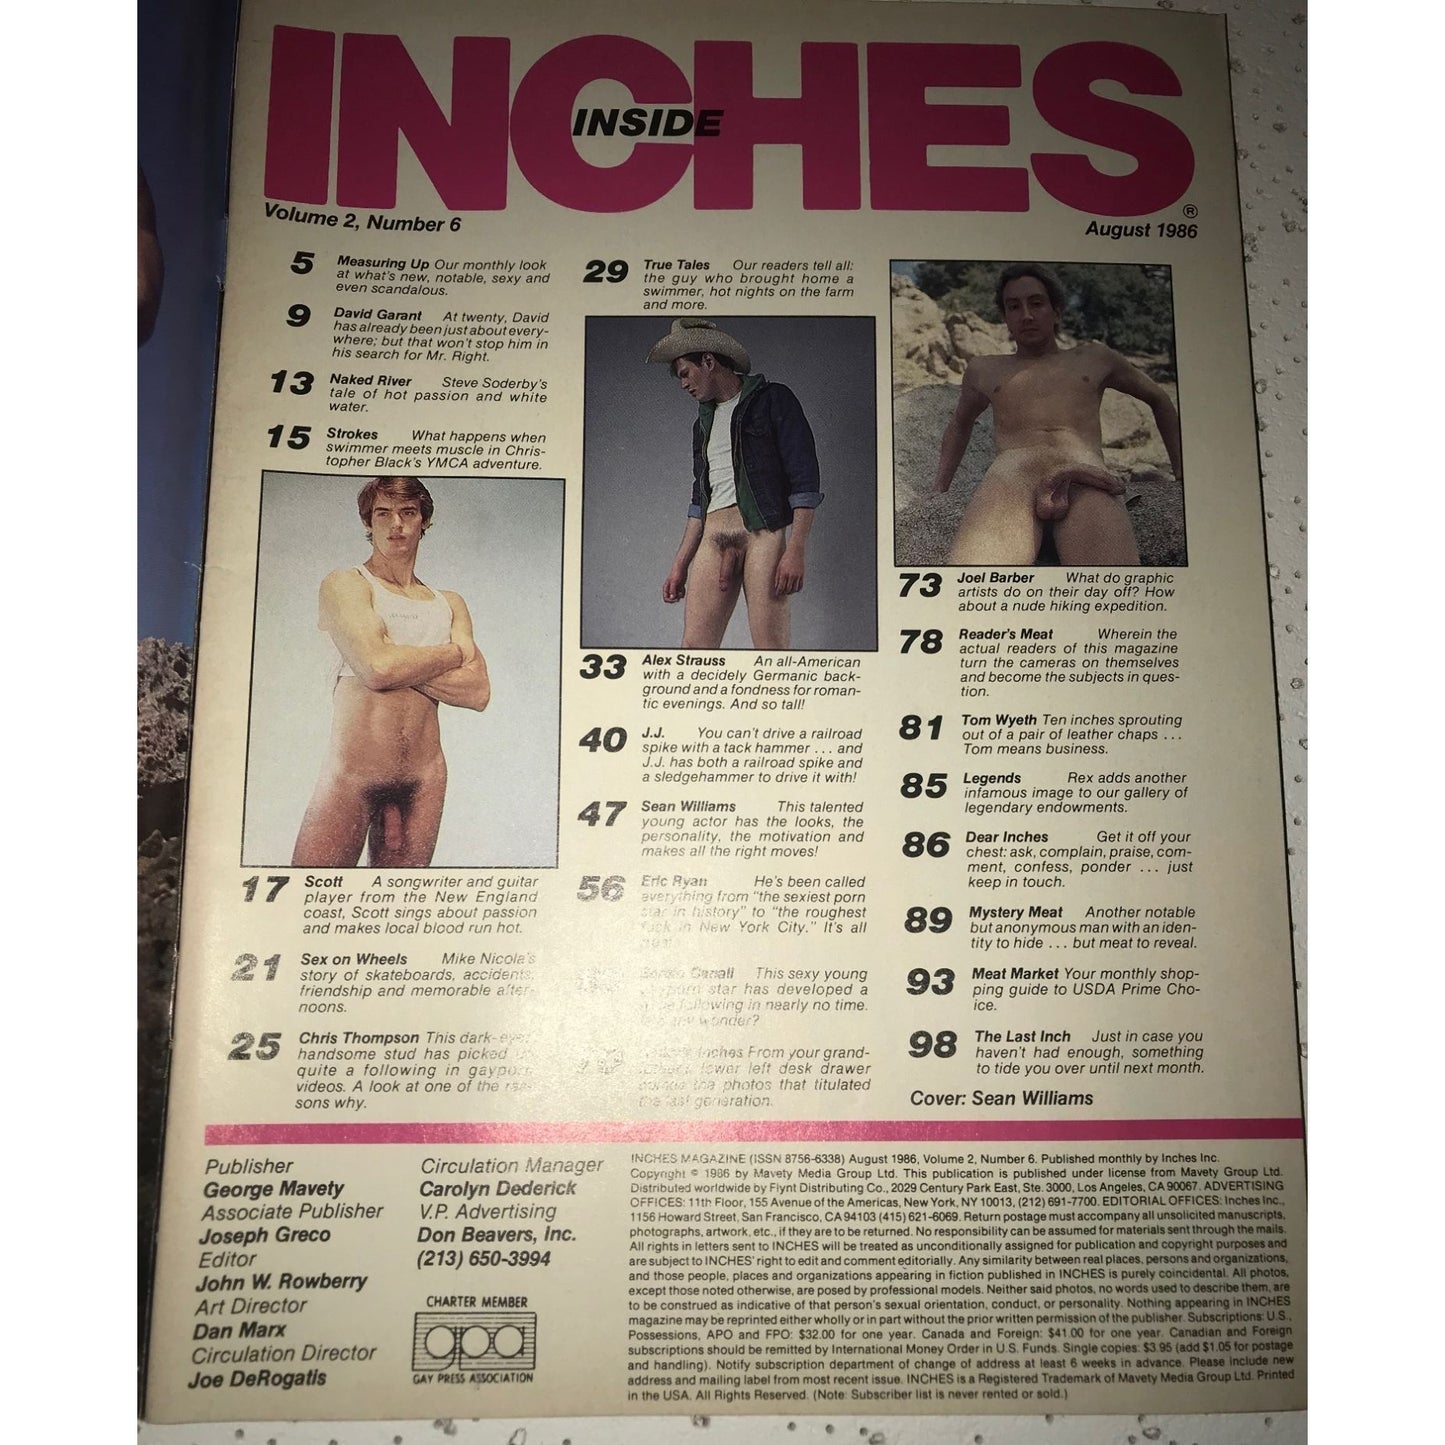 INCHES
INSIDE
®
Volume 2, Number 6
August 1986
5 Measuring Up Our monthly look
at what's new, notable, sexy and
even scandalous.
9 David Garant At twenty, David
has already been just about every-
where; but that won't stop him in
his search for Mr. Right.
13 Naked River Steve Soderby's
tale of hot passion and white
water.
15 Strokes What happens when
swimmer meets muscle in Chris-
topher Black's YMCA adventure.
17 Scott A songwriter and guitar
player from the New England
coast, Scott sings about passion
and makes local blood run hot.
21 Sex on Wheels Mike Nicola's
story of skateboards, accidents,
friendship and memorable after-
noons.
25 Chris Thompson This dark-eyed
handsome stud has picked up
quite a following in gayporn
videos. A look at one of the rea-
sons why.
29 True Tales Our readers tell all:
the guy who brought home a
swimmer, hot nights on the farm
and more.
33 Alex Strauss An all-American
with a decidely Germanic back-
ground and a fondness for roman-
tic evenings. And so tall!
40 J.J. You can't drive a railroad
spike with a tack hammer . . . and
J.J. has both a railroad spike and
a sledgehammer to drive it with!
47 Sean Williams This talented
young actor has the looks, the
personality, the motivation and
makes all the right moves!
56 Eric Ryan He's been called
everything from "the sexiest porn
star in history" to "the roughest
fuck in New York City." It's all
This sexy young
star has developed a
following in nearly no time.
wonder?
Inches From your grand-
lower left desk drawer
the photos that titulated
the last generation.
73 Joel Barber What do graphic
artists do on their day off? How
about a nude hiking expedition.
78 Reader's Meat Wherein the
actual readers of this magazine
turn the cameras on themselves
and become the subjects in ques-
tion.
81 Tom Wyeth Ten inches sprouting
out of a pair of leather chaps . . .
Tom means business.
85 Legends Rex adds another
infamous image to our gallery of
legendary endowments.
86 Dear Inches Get it off your
chest: ask, complain, praise, com-
ment, confess, ponder . . . just
keep in touch.
89 Mystery Meat Another notable
but anonymous man with an iden-
tity to hide . . . but meat to reveal.
93 Meat Market Your monthly shop-
ping guide to USDA Prime Cho-
ice.
98 The Last Inch Just in case you
haven't had enough, something
to tide you over until next month.
Cover: Sean Williams
Publisher
George Mavety
Associate Publisher
Joseph Greco
Editor
John W. Rowberry
Art Director
Dan Marx
Circulation Director
Joe DeRogatis
Circulation Manager
Carolyn Dederick
V.P. Advertising
Don Beavers, Inc.
(213) 650-3994
CHARTER MEMBER
gpa
GAY PRESS ASSOCIATION
INCHES MAGAZINE (ISSN 8756-6338) August 1986, Volume 2, Number 6. Published monthly by Inches Inc.
Copyright © 1986 by Mavety Media Group Ltd. This publication is published under license from Mavety Group Ltd.
Distributed worldwide by Flynt Distributing Co., 2029 Century Park East, Ste. 3000, Los Angeles, CA 90067. ADVERTISING
OFFICES: 11th Floor, 155 Avenue of the Americas, New York, NY 10013, (212) 691-7700. EDITORIAL OFFICES: Inches Inc.,
1156 Howard Street, San Francisco, CA 94103 (415) 621-6069. Return postage must accompany all unsolicited manuscripts,
photographs, artwork, etc., if they are to be returned. No responsibility can be assumed for materials sent through the mails.
All rights in letters sent to INCHES will be treated as unconditionally assigned for publication and copyright purposes and
are subject to INCHES' right to edit and comment editorially. Any similarity between real places, persons and organizations,
and those people, places and organizations appearing in fiction published in INCHES is purely coincidental. All photos,
except those noted otherwise, are posed by professional models. Neither said photos, no words used to describe them, are
to be construed as indicative of that person's sexual orientation, conduct, or personality. Nothing appearing in INCHES
magazine may be reprinted either wholly or in part without the prior written permission of the publisher. Subscriptions: U.S.,
Possessions, APO and FPO: $32.00 for one year. Canada and Foreign: $41.00 for one year. Canadian and Foreign
subscriptions should be remitted by International Money Order in U.S. Funds. Single copies: $3.95 (add $1.05 for postage
and handling). Notify subscription department of change of address at least 6 weeks in advance. Please include new
address and mailing label from most recent issue. INCHES is a Registered Trademark of Mavety Media Group Ltd. Printed
in the USA. All Rights Reserved. (Note: Subscriber list is never rented or sold.)